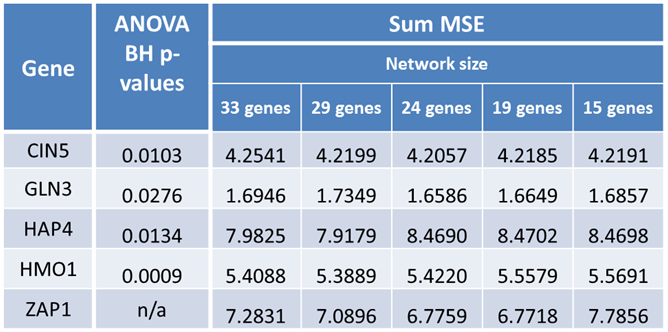 Gene
ANOVA
BH p-
values
Sum MSE
Network size
33 genes 29 genes 24 genes 19 genes 15 genes
CIN5 0.0103 4.2541 4.2199 4.2057 4.2185 4.2191
GLN3 0.0276 1.6946 1.7349 1.6586 1.6649 1.6857
HAP4 0.0134 7.9825 7.9179 8.4690 8.4702 8.4698
HMO1 0.0009 5.4088 5.3889 5.4220 5.5579 5.5691
ZAP1 n/a 7.2831 7.0896 6.7759 6.7718 7.7856